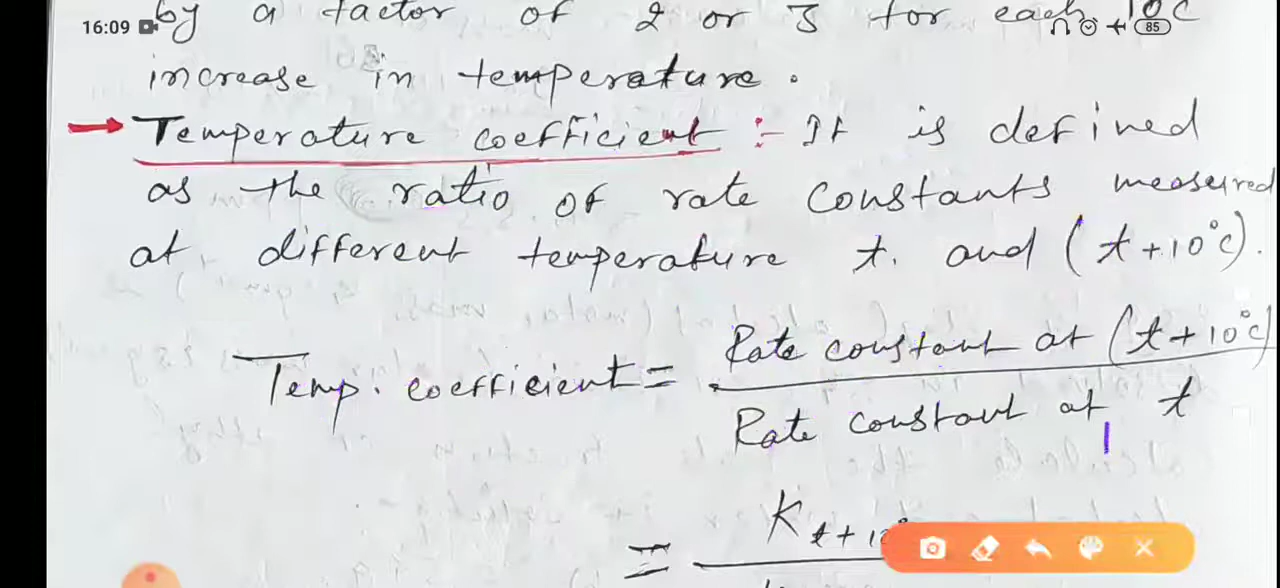 by a factor of 2 or 3 for each 10°C
16:09
85
increase in temperature.
Temperature coefficient :- It is defined
as the ratio of rate constants measured
at different temperature t. and (t+10°c).
Temp. coefficient = Rate constant at (t+10°c)
Rate constant at t
= K t+10°